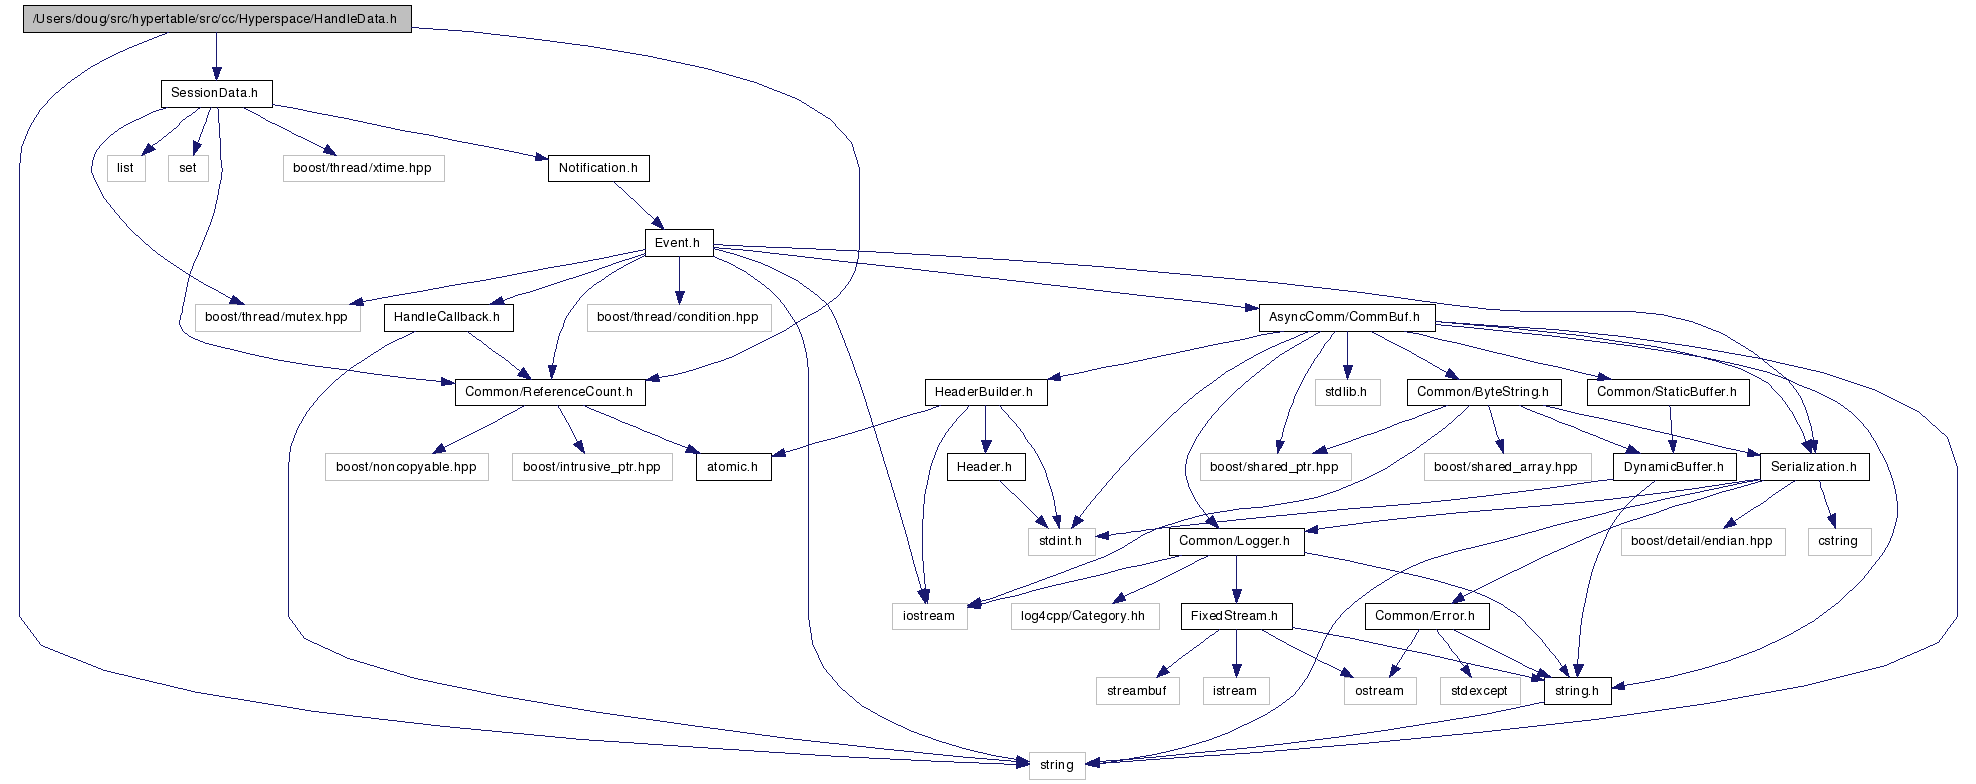 /Users/doug/src/hypertable/src/cc/Hyperspace/HandleData.h
SessionData.h
list
set
boost/thread/xtime.hpp
Notification.h
Event.h
boost/thread/mutex.hpp
HandleCallback.h
boost/thread/condition.hpp
AsyncComm/CommBuf.h
Common/ReferenceCount.h
HeaderBuilder.h
stdlib.h
Common/ByteString.h
Common/StaticBuffer.h
boost/noncopyable.hpp
boost/intrusive_ptr.hpp
atomic.h
Header.h
boost/shared_ptr.hpp
boost/shared_array.hpp
DynamicBuffer.h
Serialization.h
stdint.h
Common/Logger.h
boost/detail/endian.hpp
cstring
iostream
log4cpp/Category.hh
FixedStream.h
Common/Error.h
streambuf
istream
ostream
stdexcept
string.h
string